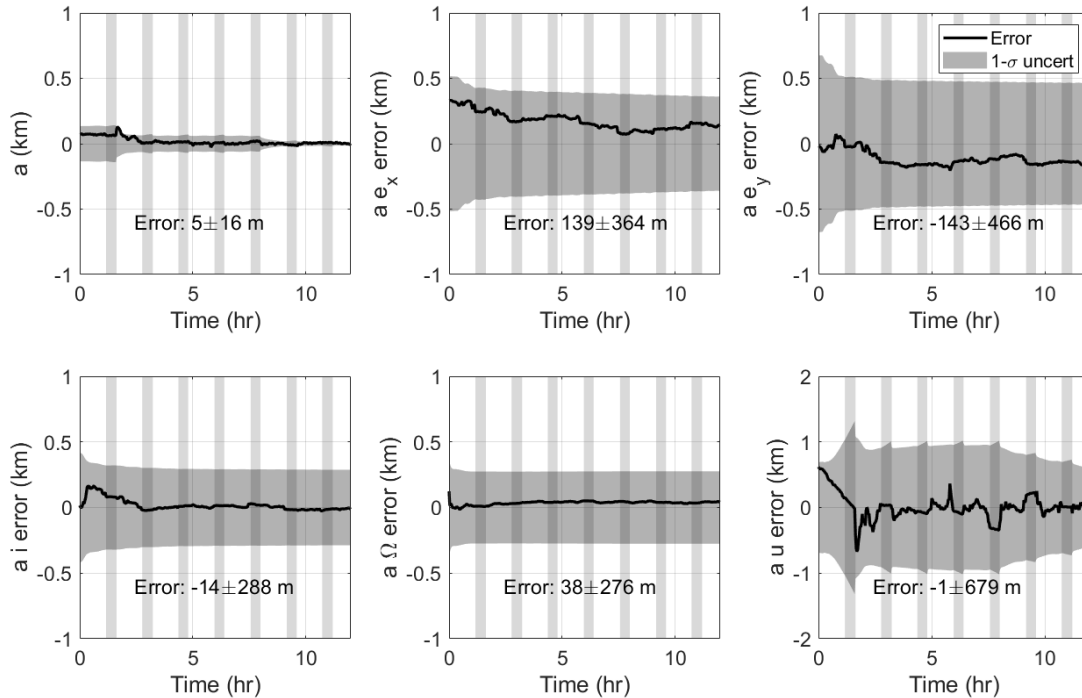 1
0.5
0
-0.5
-1
a (km)
Error: 5±16 m
0 5 10
Time (hr)
1
0.5
0
-0.5
-1
a e_x error (km)
Error: 139±364 m
0 5 10
Time (hr)
1
0.5
0
-0.5
-1
a e_y error (km)
Error
1-σ uncert
Error: -143±466 m
0 5 10
Time (hr)
1
0.5
0
-0.5
-1
a i error (km)
Error: -14±288 m
0 5 10
Time (hr)
1
0.5
0
-0.5
-1
a Ω error (km)
Error: 38±276 m
0 5 10
Time (hr)
2
1
0
-1
-2
a u error (km)
Error: -1±679 m
0 5 10
Time (hr)